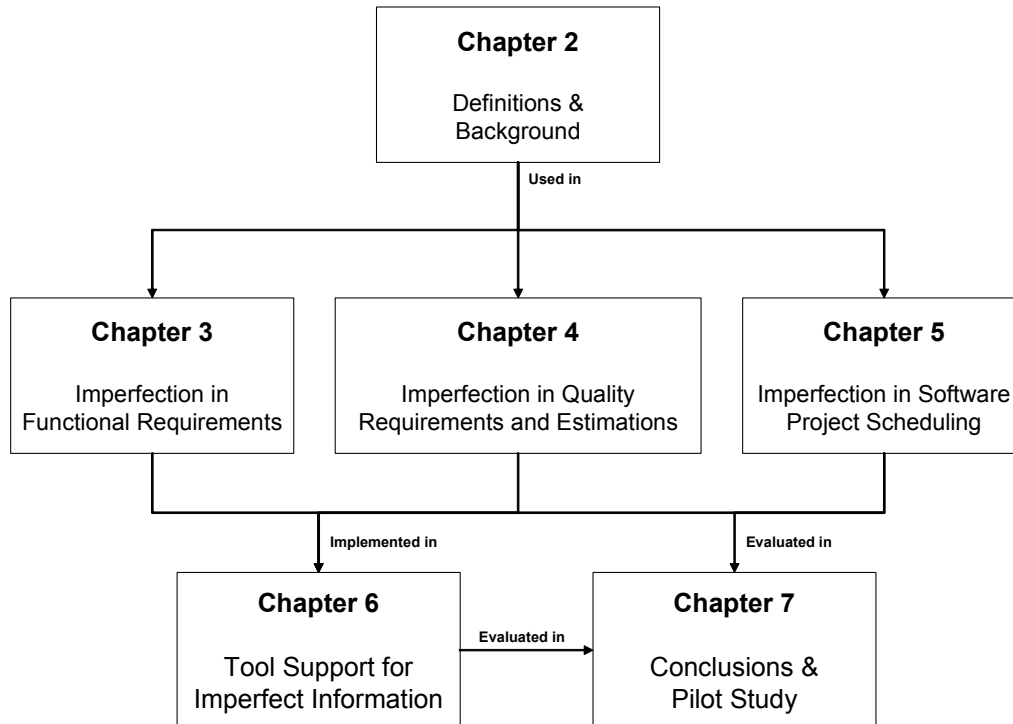 Chapter 2
Definitions &
Background
Used in
Chapter 3
Imperfection in
Functional Requirements
Chapter 4
Imperfection in Quality
Requirements and Estimations
Chapter 5
Imperfection in Software
Project Scheduling
Implemented in
Evaluated in
Chapter 6
Tool Support for
Imperfect Information
Evaluated in
Chapter 7
Conclusions &
Pilot Study